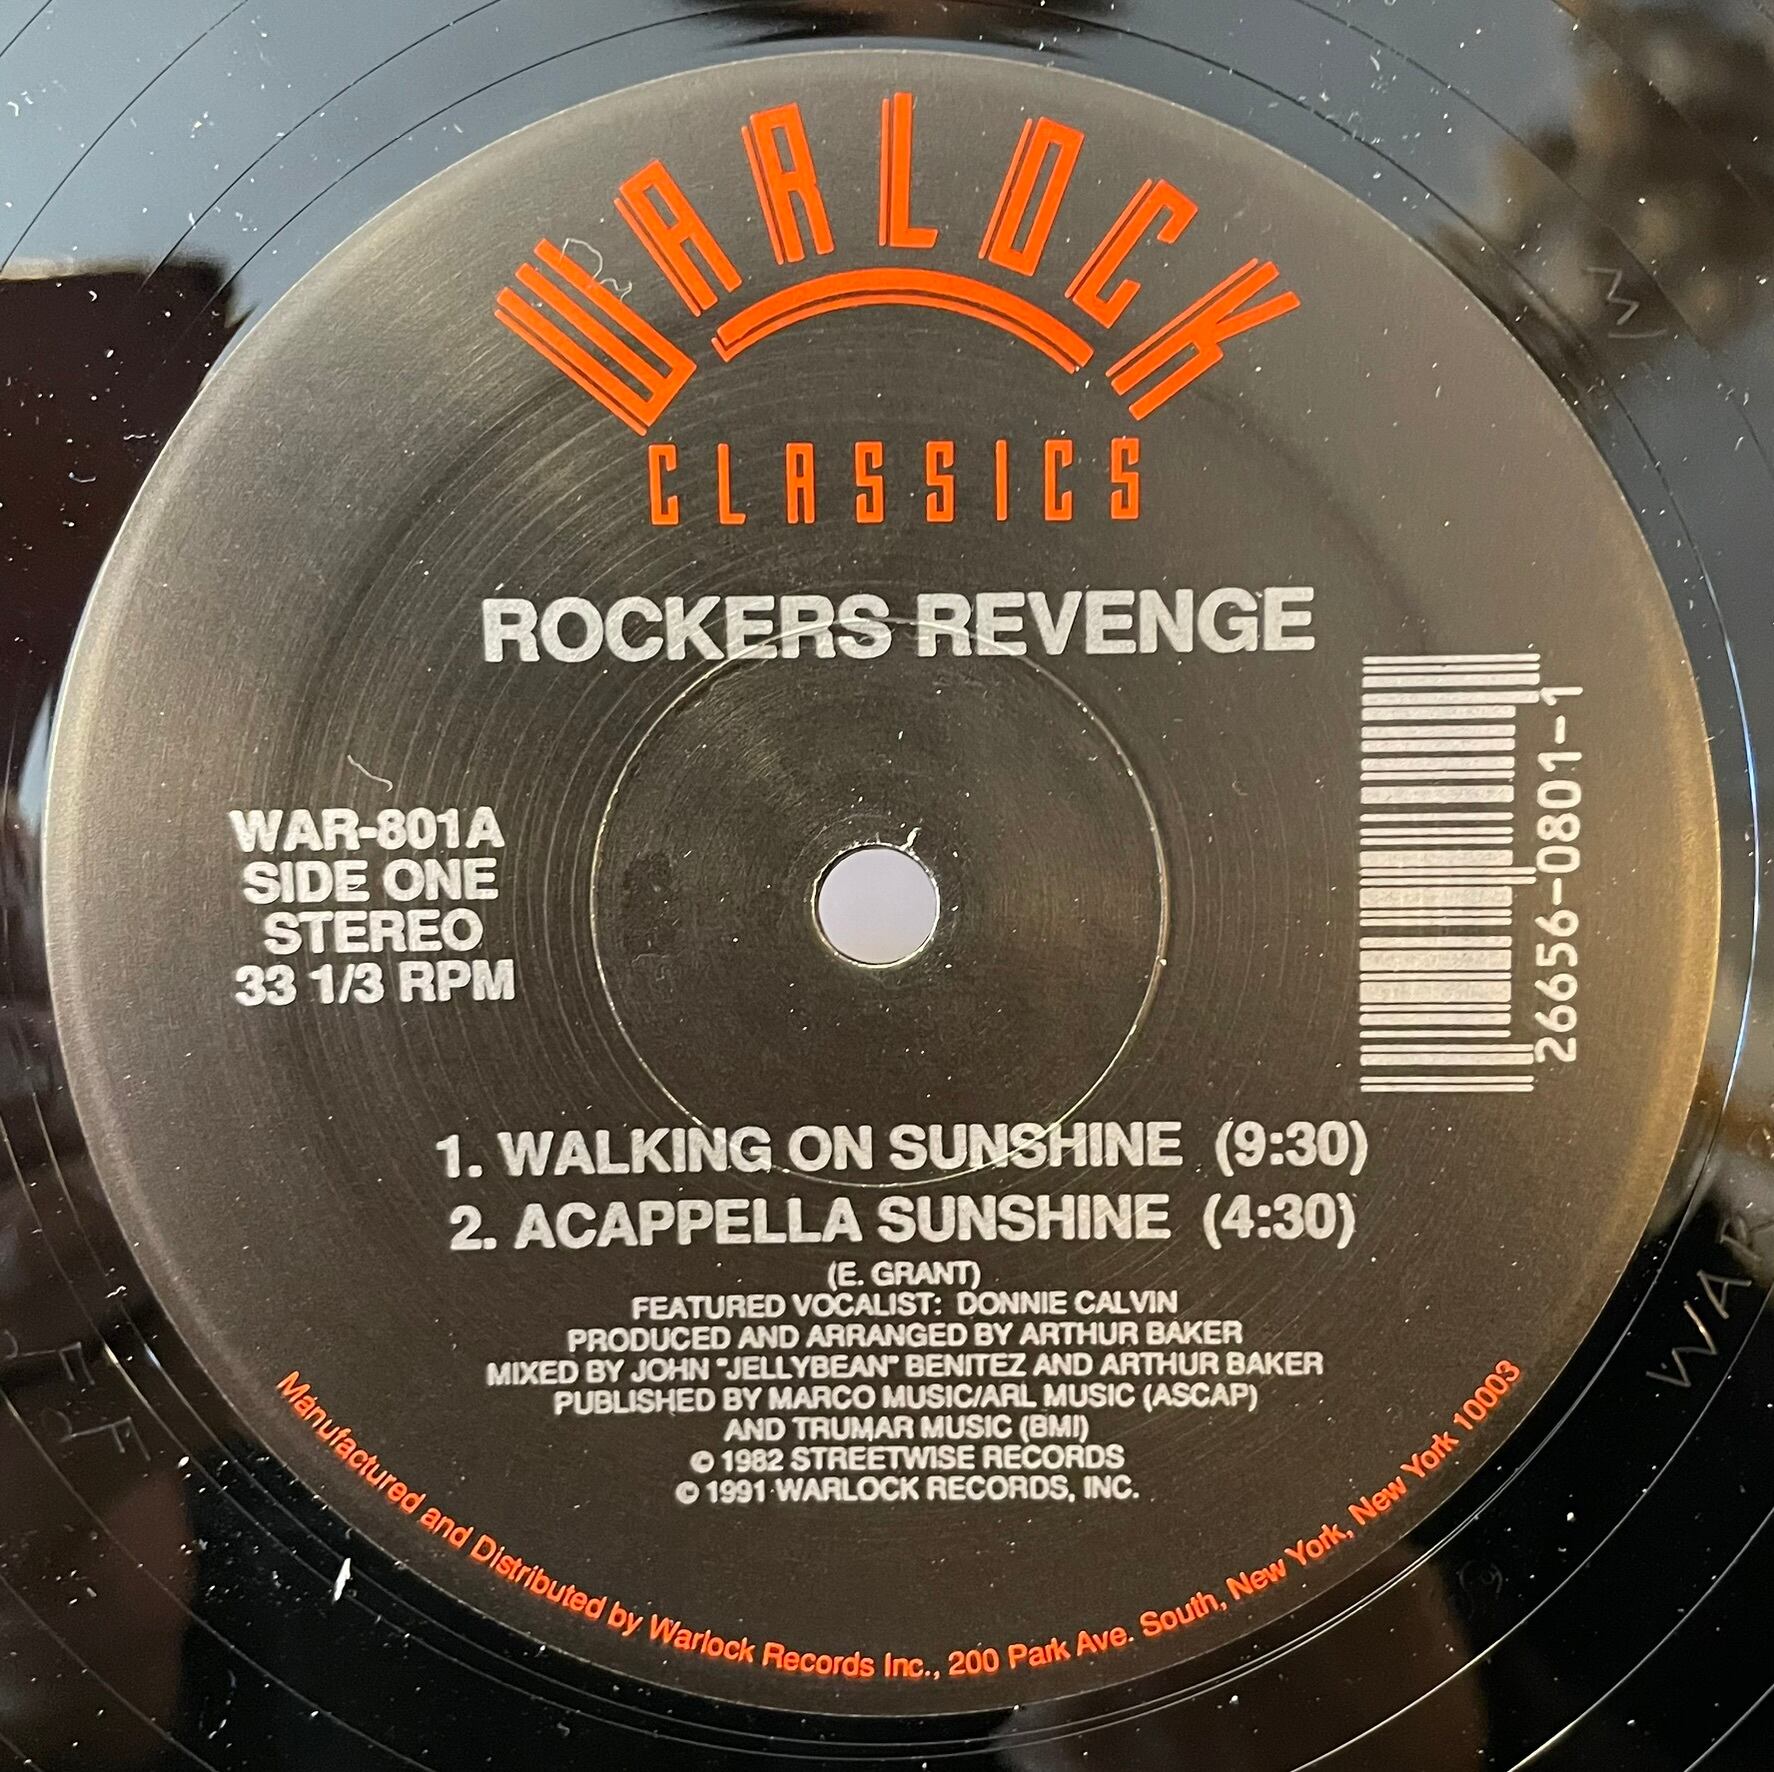 WARLOCK
CLASSICS
ROCKERS REVENGE
WAR-801A
SIDE ONE
STEREO
33 1/3 RPM
26656-0801-1
1. WALKING ON SUNSHINE (9:30)
2. ACAPPELLA SUNSHINE (4:30)
(E. GRANT)
FEATURED VOCALIST: DONNIE CALVIN
PRODUCED AND ARRANGED BY ARTHUR BAKER
MIXED BY JOHN "JELLYBEAN" BENITEZ AND ARTHUR BAKER
PUBLISHED BY MARCO MUSIC/ARL MUSIC (ASCAP)
AND TRUMAR MUSIC (BMI)
© 1982 STREETWISE RECORDS
© 1991 WARLOCK RECORDS, INC.
Manufactured and Distributed by Warlock Records Inc., 200 Park Ave. South, New York, New York 10003
WAR